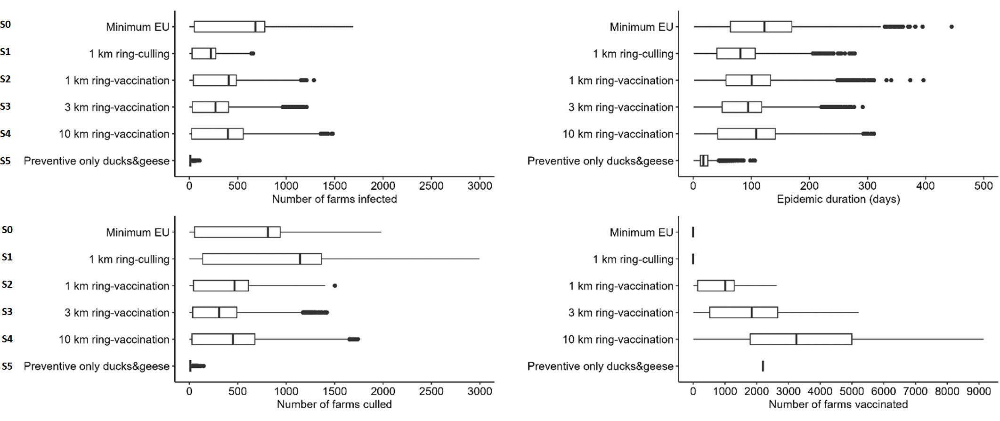 S0 Minimum EU
S1 1 km ring-culling
S2 1 km ring-vaccination
S3 3 km ring-vaccination
S4 10 km ring-vaccination
S5 Preventive only ducks&geese
0 500 1000 1500 2000 2500 3000
Number of farms infected
Minimum EU
1 km ring-culling
1 km ring-vaccination
3 km ring-vaccination
10 km ring-vaccination
Preventive only ducks&geese
0 100 200 300 400 500
Epidemic duration (days)
S0 Minimum EU
S1 1 km ring-culling
S2 1 km ring-vaccination
S3 3 km ring-vaccination
S4 10 km ring-vaccination
S5 Preventive only ducks&geese
0 500 1000 1500 2000 2500 3000
Number of farms culled
Minimum EU
1 km ring-culling
1 km ring-vaccination
3 km ring-vaccination
10 km ring-vaccination
Preventive only ducks&geese
0 1000 2000 3000 4000 5000 6000 7000 8000 9000
Number of farms vaccinated